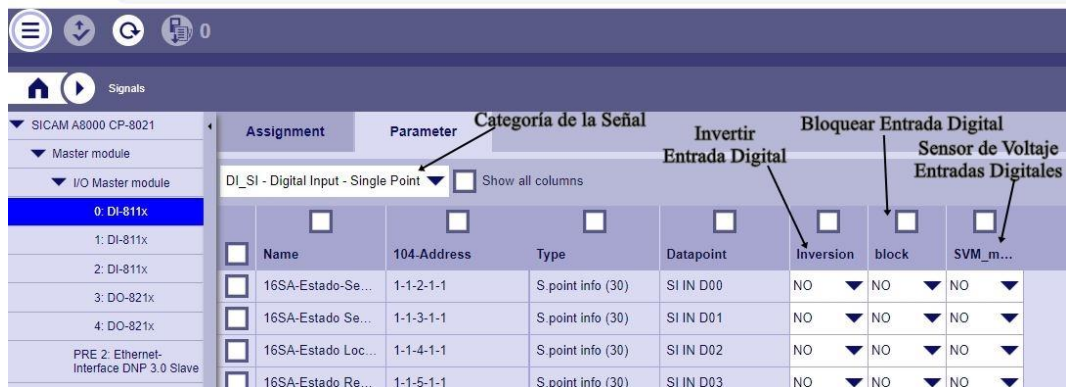 0
Signals
SICAM A8000 CP-8021
Master module
I/O Master module
0: DI-811x
1: DI-811x
2: DI-811x
3: DO-821x
4: DO-821x
PRE 2: Ethernet-
Interface DNP 3.0 Slave
Assignment Parameter
Categoría de la Señal
Invertir
Entrada Digital
Bloquear Entrada Digital
Sensor de Voltaje
Entradas Digitales
DI_SI - Digital Input - Single Point Show all columns
Name 104-Address Type Datapoint Inversion block SVM_m...
16SA-Estado-Se... 1-1-2-1-1 S.point info (30) SI IN D00 NO NO NO
16SA-Estado Se... 1-1-3-1-1 S.point info (30) SI IN D01 NO NO NO
16SA-Estado Loc... 1-1-4-1-1 S.point info (30) SI IN D02 NO NO NO
16SA-Estado Re... 1-1-5-1-1 S.point info (30) SI IN D03 NO NO NO